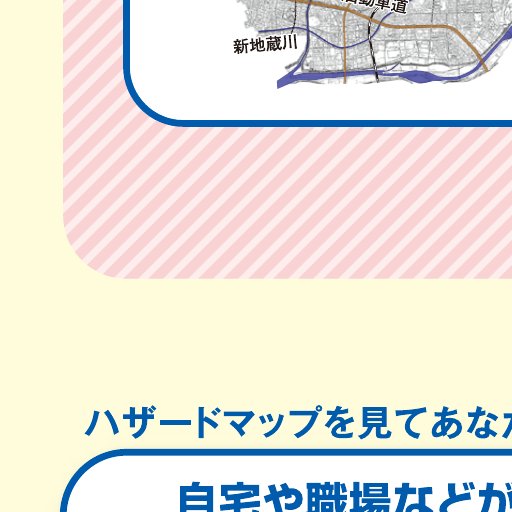 自動車道
新地蔵川
ハザードマップを見てあなた
自宅や職場などが